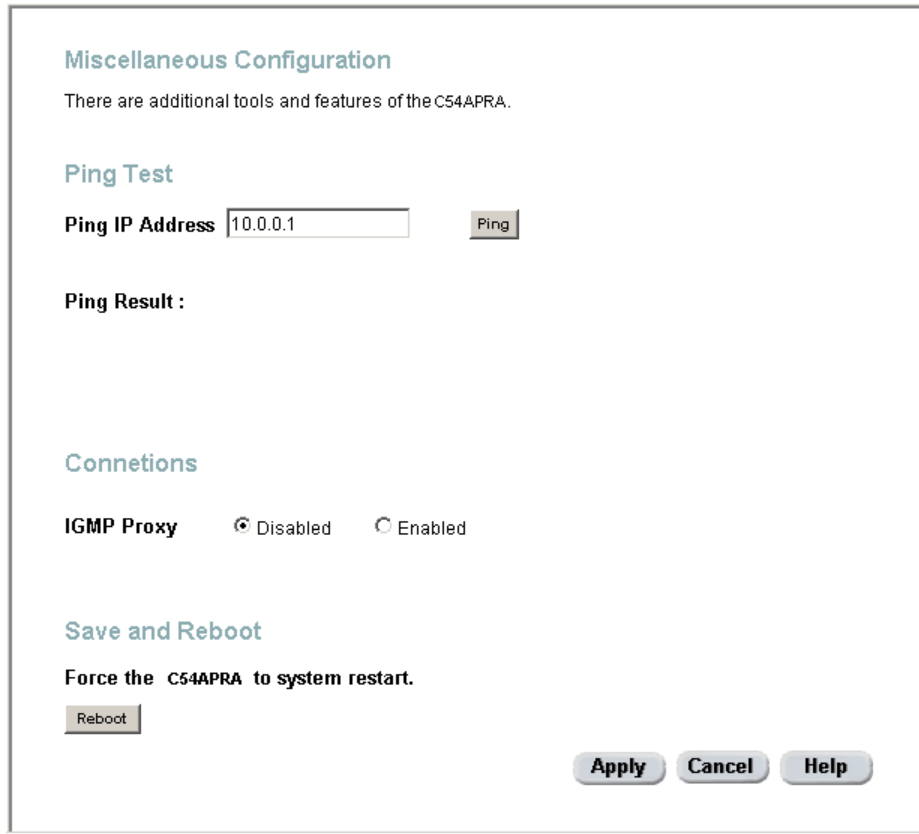 Miscellaneous Configuration
There are additional tools and features of the C54APRA.
Ping Test
Ping IP Address 10.0.0.1 Ping
Ping Result :
Connetions
IGMP Proxy Disabled Enabled
Save and Reboot
Force the C54APRA to system restart.
Reboot
Apply Cancel Help